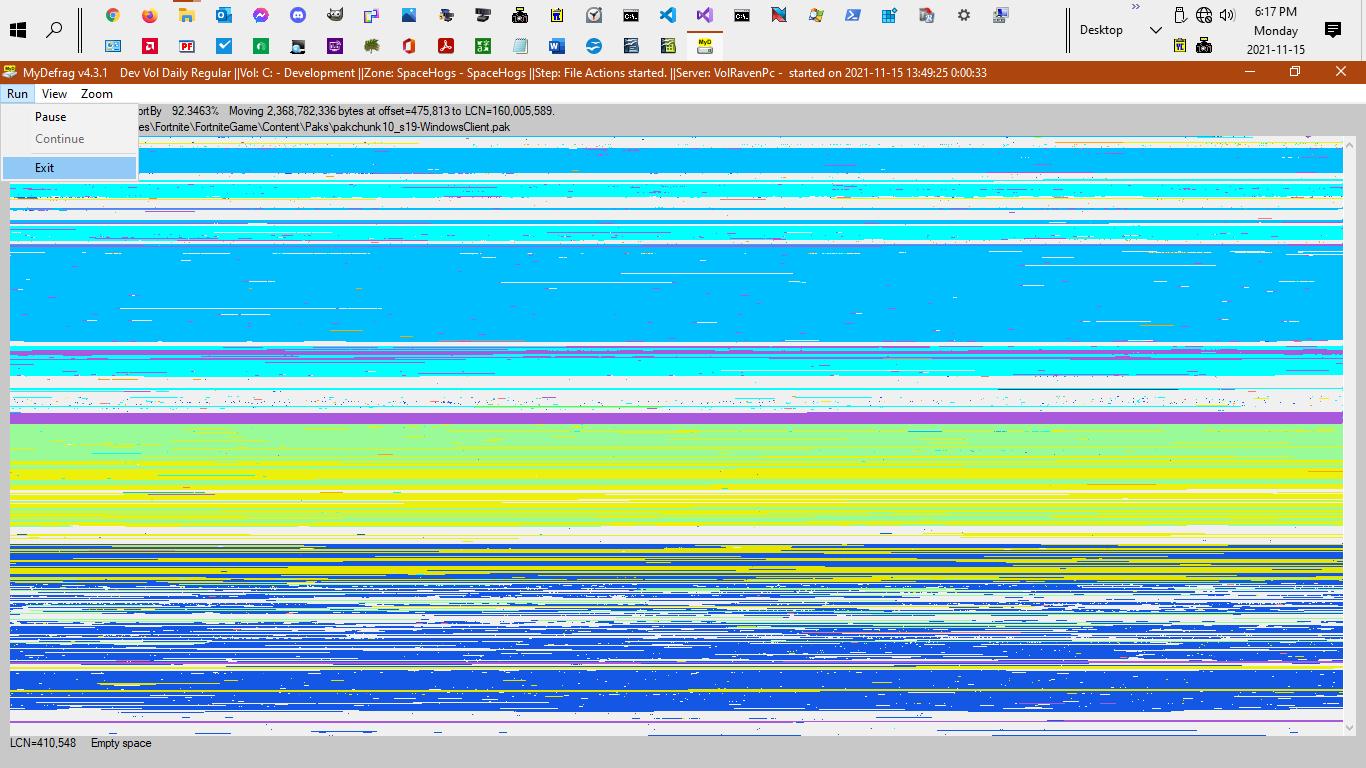 6:17 PM
Desktop
Monday
2021-11-15
MyDefrag v4.3.1 Dev Vol Daily Regular ||Vol: C: - Development ||Zone: SpaceHogs - SpaceHogs ||Step: File Actions started. ||Server: VolRavenPc - started on 2021-11-15 13:49:25 0:00:33
Run View Zoom
Pause
Continue
Exit
ortBy 92.3463% Moving 2,368,782,336 bytes at offset=475,813 to LCN=160,005,589.
es\Fortnite\FortniteGame\Content\Paks\pakchunk10_s19-WindowsClient.pak
LCN=410,548 Empty space